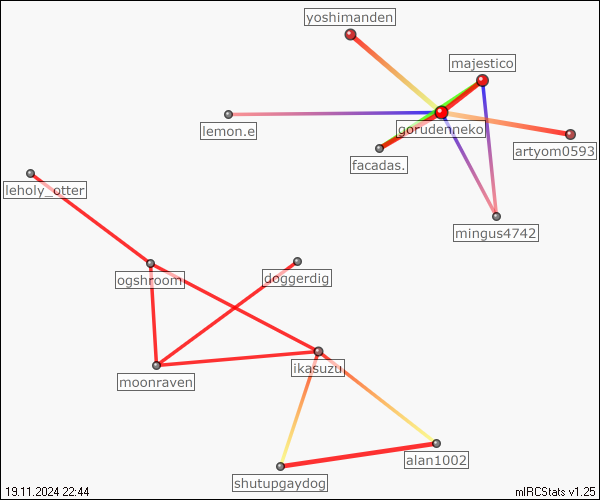 yoshimanden
majestico
gorudenneko
lemon.e
artyom0593
facadas.
leholy_otter
mingus4742
ogshroom
doggerdig
moonraven
ikasuzu
alan1002
shutupgaydog
19.11.2024 22:44
mIRCStats v1.25